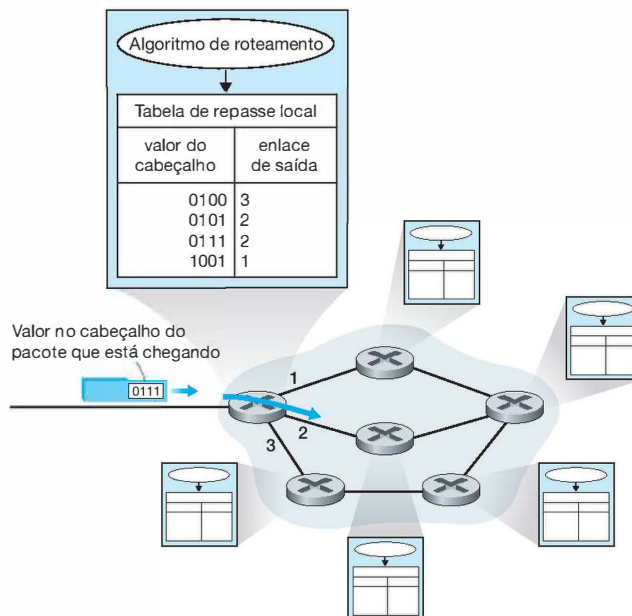 Algoritmo de roteamento
Tabela de repasse local
valor do cabeçalho
enlace de saída
0100 3
0101 2
0111 2
1001 1
Valor no cabeçalho do
pacote que está chegando
0111
1
2
3